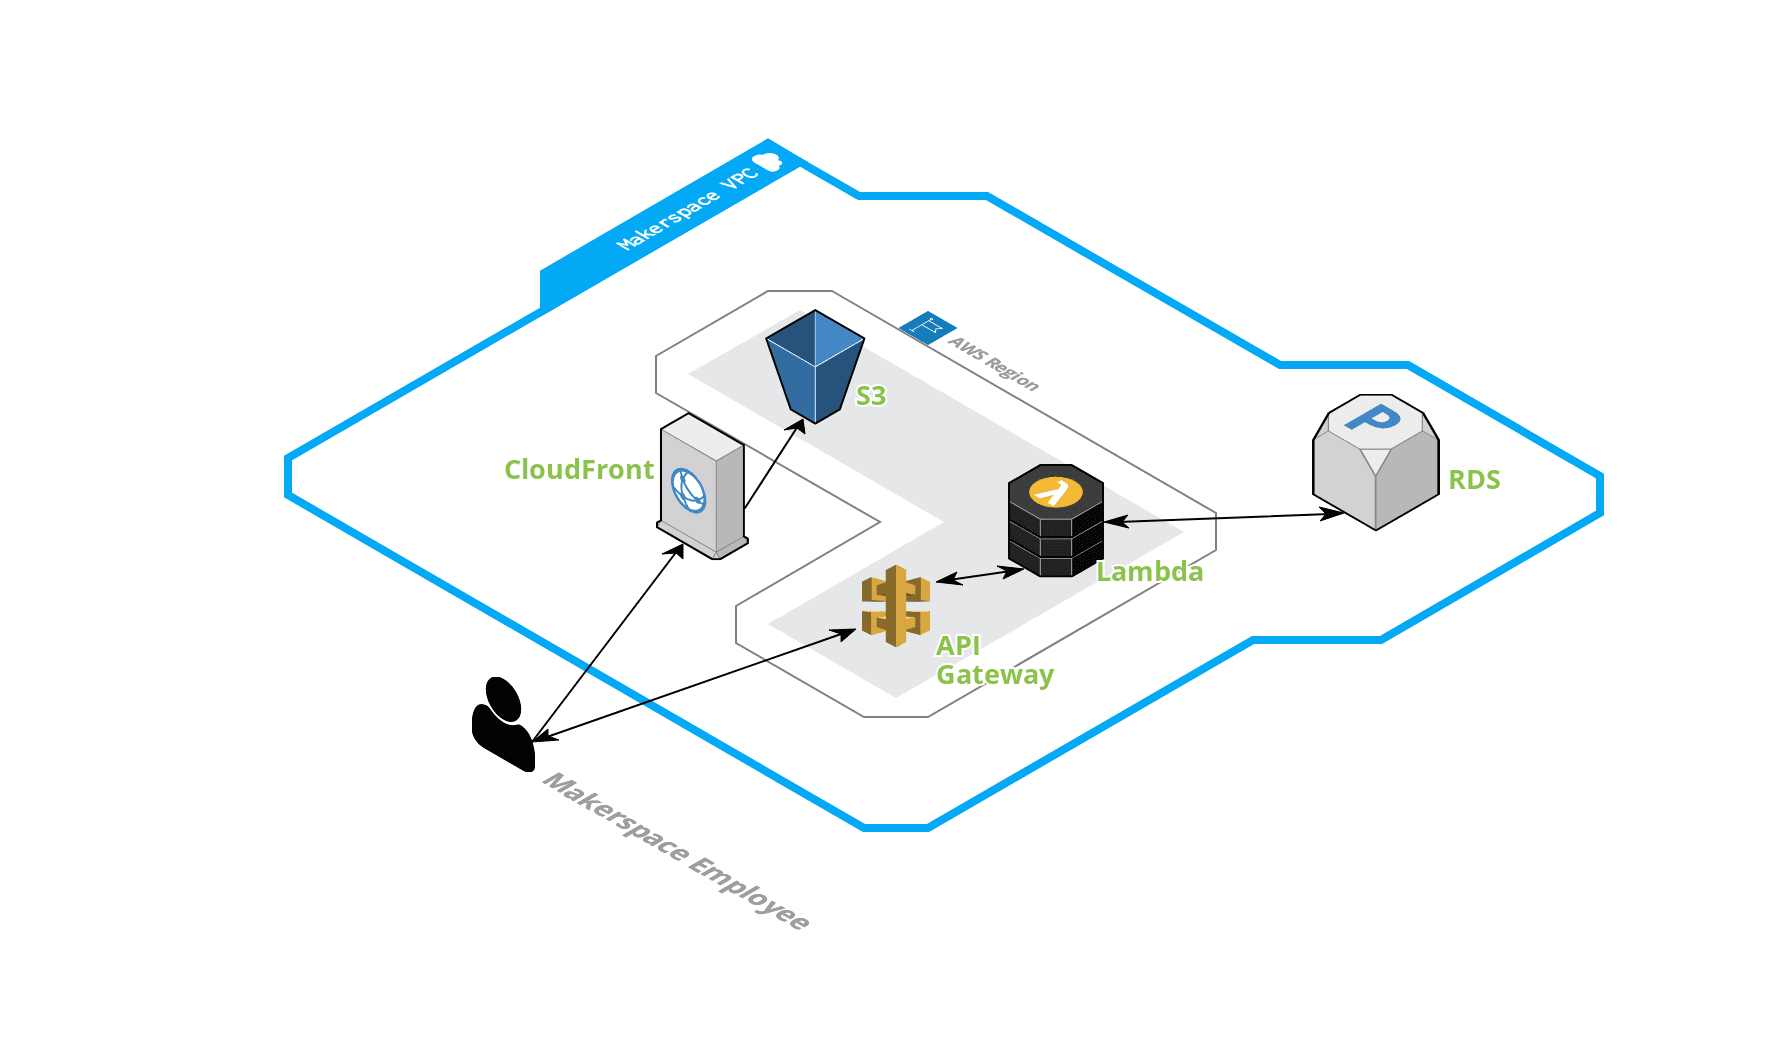 Makerspace VPC
AWS Region
S3
CloudFront
RDS
Lambda
API
Gateway
Makerspace Employee
P